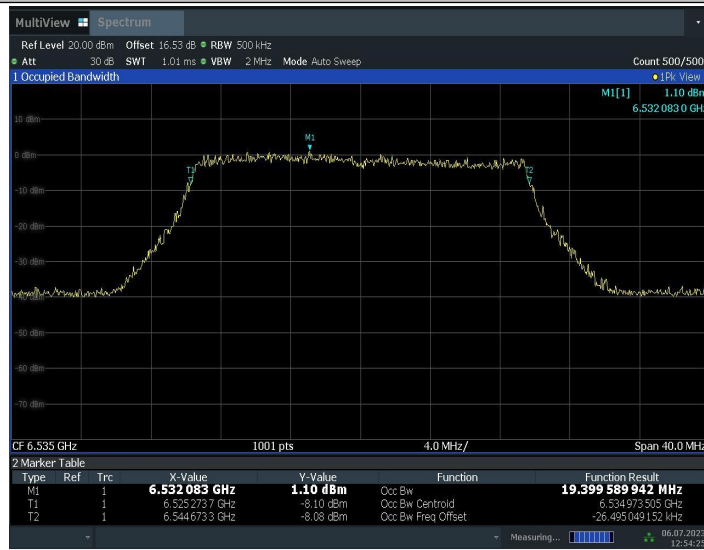 MultiView Spectrum
Ref Level 20.00 dBm Offset 16.53 dB RBW 500 kHz
Att 30 dB SWT 1.01 ms VBW 2 MHz Mode Auto Sweep Count 500/500
1 Occupied Bandwidth 1Pk View
M1[1] 1.10 dBm
6.532 083 0 GHz
10 dBm
M1
0 dBm
T1 T2
-10 dBm
-20 dBm
-30 dBm
-50 dBm
-60 dBm
-70 dBm
CF 6.535 GHz 1001 pts 4.0 MHz/ Span 40.0 MHz
2 Marker Table
Type Ref Trc X-Value Y-Value Function Function Result
M1 1 6.532 083 GHz 1.10 dBm Occ Bw 19.399 589 942 MHz
T1 1 6.525 273 7 GHz -8.10 dBm Occ Bw Centroid 6.534 973 505 GHz
T2 1 6.544 673 3 GHz -8.08 dBm Occ Bw Freq Offset -26.495 049 152 kHz
Measuring... 06.07.2023
12:54:25